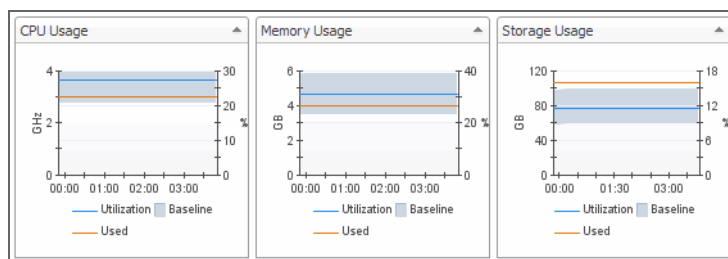 CPU Usage
4
2
0
GHz
30
20
10
0
%
00:00 01:00 02:00 03:00
Utilization Baseline
Used
Memory Usage
6
4
2
0
GB
40
20
0
%
00:00 01:00 02:00 03:00
Utilization Baseline
Used
Storage Usage
120
80
40
0
GB
18
12
6
0
%
00:00 01:30 03:00
Utilization Baseline
Used